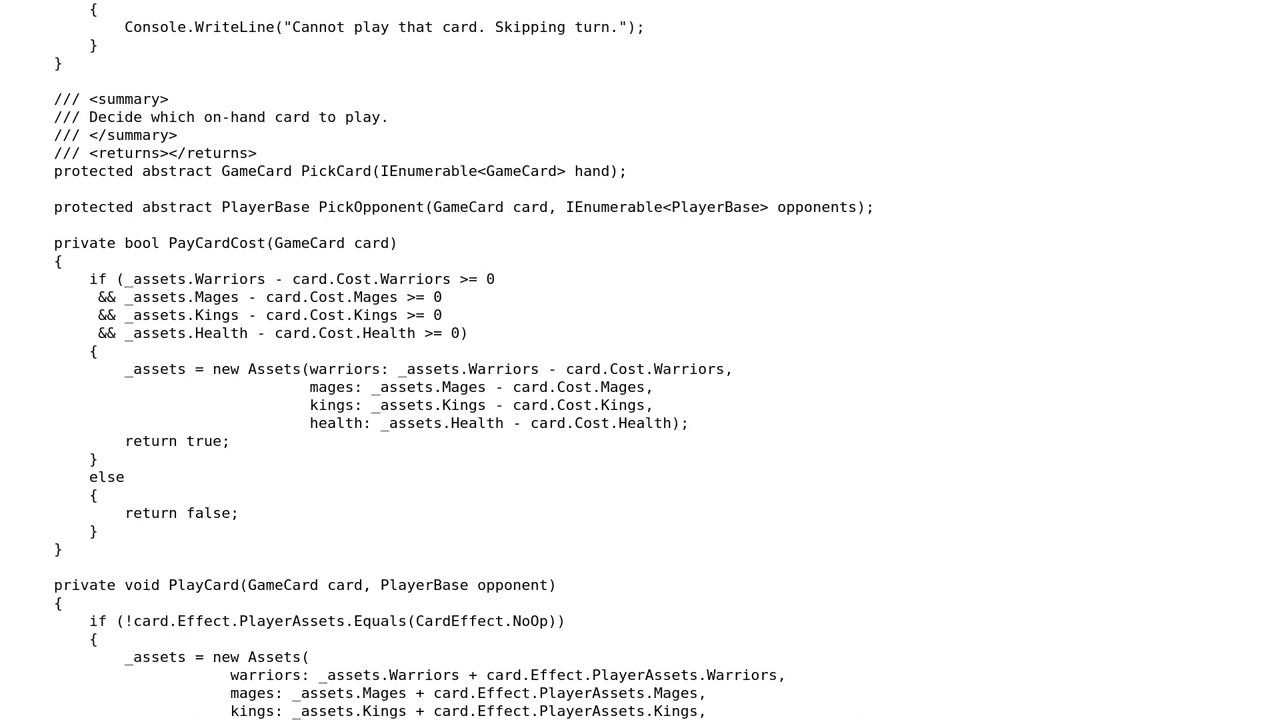 {
Console.WriteLine("Cannot play that card. Skipping turn.");
}
}
/// <summary>
/// Decide which on-hand card to play.
/// </summary>
/// <returns></returns>
protected abstract GameCard PickCard(IEnumerable<GameCard> hand);
protected abstract PlayerBase PickOpponent(GameCard card, IEnumerable<PlayerBase> opponents);
private bool PayCardCost(GameCard card)
{
if (_assets.Warriors - card.Cost.Warriors >= 0
&& _assets.Mages - card.Cost.Mages >= 0
&& _assets.Kings - card.Cost.Kings >= 0
&& _assets.Health - card.Cost.Health >= 0)
{
_assets = new Assets(warriors: _assets.Warriors - card.Cost.Warriors,
mages: _assets.Mages - card.Cost.Mages,
kings: _assets.Kings - card.Cost.Kings,
health: _assets.Health - card.Cost.Health);
return true;
}
else
{
return false;
}
}
private void PlayCard(GameCard card, PlayerBase opponent)
{
if (!card.Effect.PlayerAssets.Equals(CardEffect.NoOp))
{
_assets = new Assets(
warriors: _assets.Warriors + card.Effect.PlayerAssets.Warriors,
mages: _assets.Mages + card.Effect.PlayerAssets.Mages,
kings: _assets.Kings + card.Effect.PlayerAssets.Kings,